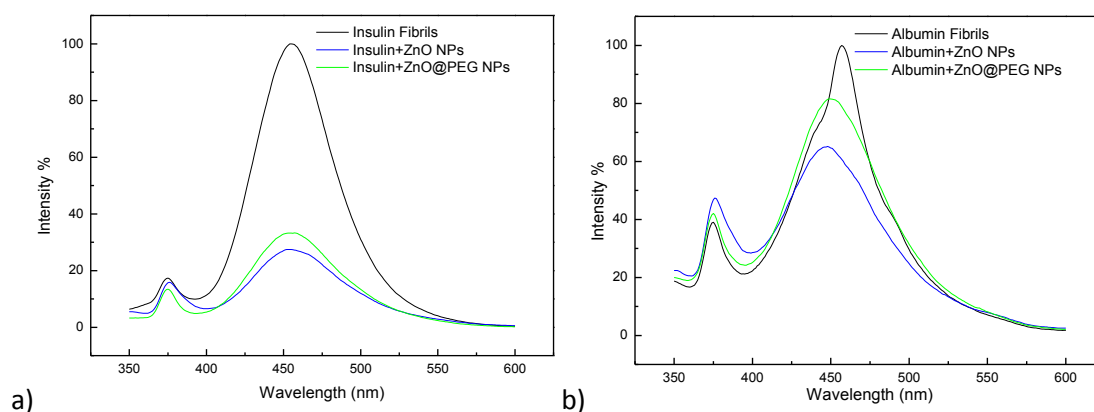 Insulin Fibrils
Insulin+ZnO NPs
Insulin+ZnO@PEG NPs
100
80
60
40
20
0
Intensity %
350 400 450 500 550 600
Wavelength (nm)
a)
Albumin Fibrils
Albumin+ZnO NPs
Albumin+ZnO@PEG NPs
100
80
60
40
20
0
Intensity %
350 400 450 500 550 600
Wavelength (nm)
b)